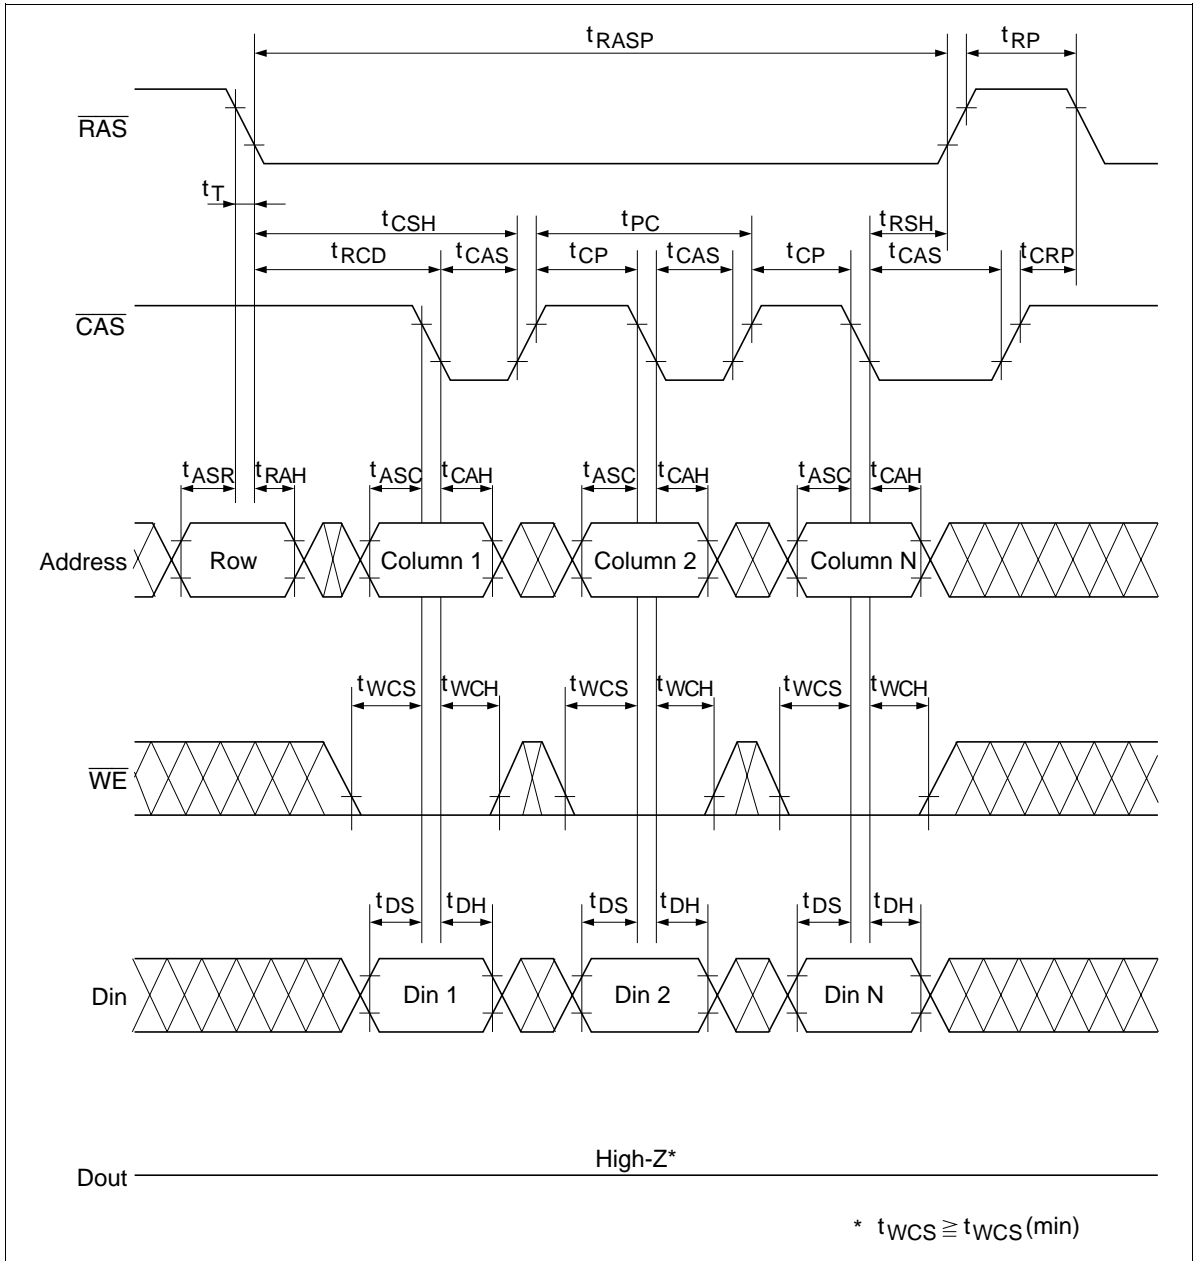 tRASP tRP
RAS
tT
tCSH tPC tRSH
tRCD tCAS tCP tCAS tCP tCAS tCRP
CAS
tASR tRAH tASC tCAH tASC tCAH tASC tCAH
Address Row Column 1 Column 2 Column N
tWCS tWCH tWCS tWCH tWCS tWCH
WE
tDS tDH tDS tDH tDS tDH
Din Din 1 Din 2 Din N
High-Z*
Dout
* tWCS ≧ tWCS(min)